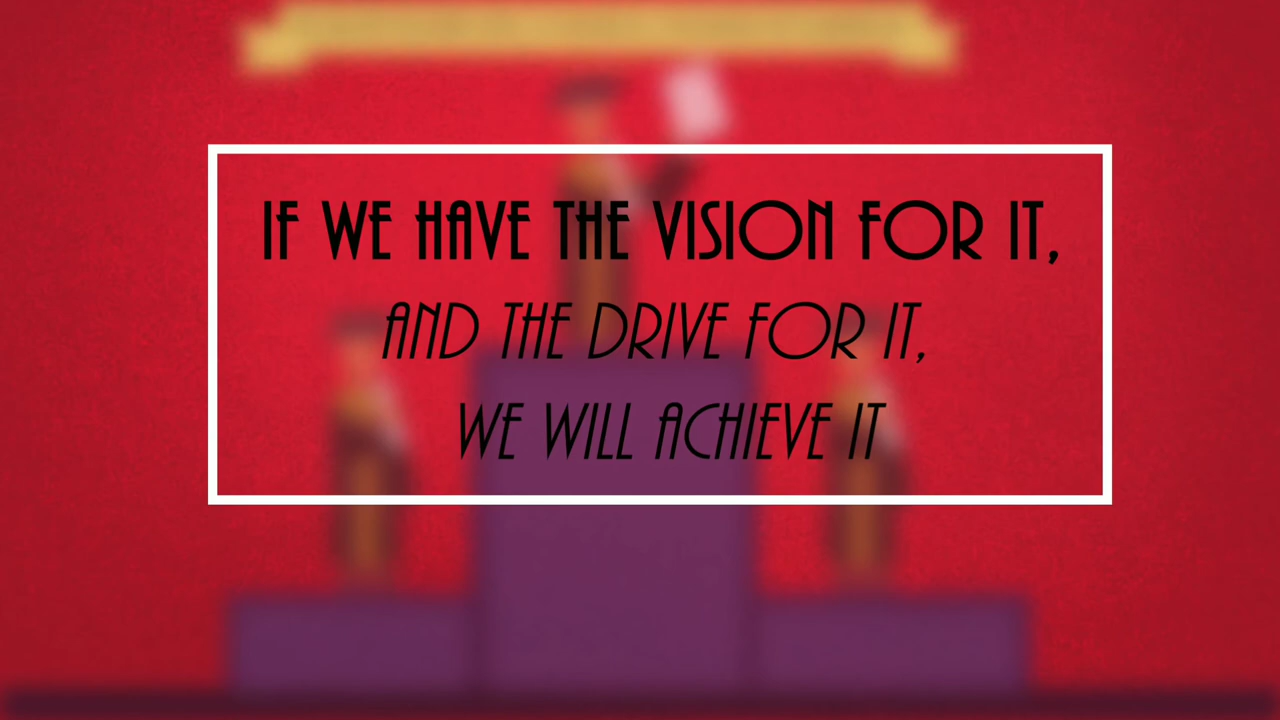 IF WE HAVE THE VISION FOR IT,
AND THE DRIVE FOR IT,
WE WILL ACHIEVE IT